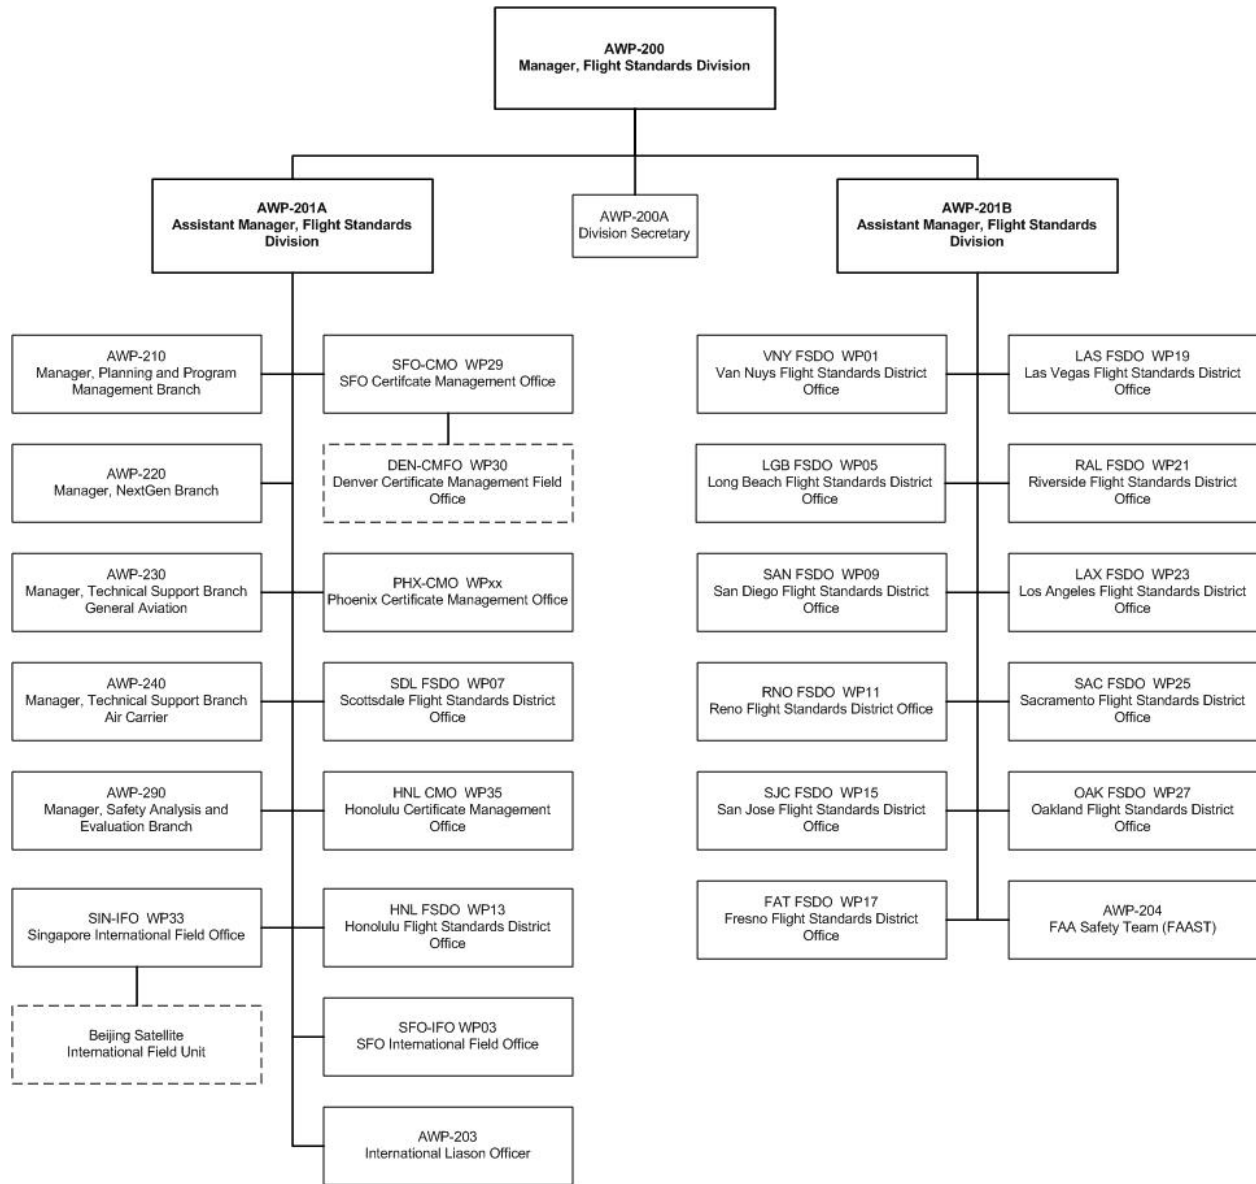 AWP-200
Manager, Flight Standards Division
AWP-201A
Assistant Manager, Flight Standards
Division
AWP-200A
Division Secretary
AWP-201B
Assistant Manager, Flight Standards
Division
AWP-210
Manager, Planning and Program
Management Branch
SFO-CMO WP29
SFO Certifcate Management Office
AWP-220
Manager, NextGen Branch
DEN-CMFO WP30
Denver Certificate Management Field
Office
AWP-230
Manager, Technical Support Branch
General Aviation
PHX-CMO WPxx
Phoenix Certificate Management Office
AWP-240
Manager, Technical Support Branch
Air Carrier
SDL FSDO WP07
Scottsdale Flight Standards District
Office
AWP-290
Manager, Safety Analysis and
Evaluation Branch
HNL CMO WP35
Honolulu Certificate Management
Office
SIN-IFO WP33
Singapore International Field Office
HNL FSDO WP13
Honolulu Flight Standards District
Office
Beijing Satellite
International Field Unit
SFO-IFO WP03
SFO International Field Office
AWP-203
International Liason Officer
VNY FSDO WP01
Van Nuys Flight Standards District
Office
LAS FSDO WP19
Las Vegas Flight Standards District
Office
LGB FSDO WP05
Long Beach Flight Standards District
Office
RAL FSDO WP21
Riverside Flight Standards District
Office
SAN FSDO WP09
San Diego Flight Standards District
Office
LAX FSDO WP23
Los Angeles Flight Standards District
Office
RNO FSDO WP11
Reno Flight Standards District Office
SAC FSDO WP25
Sacramento Flight Standards District
Office
SJC FSDO WP15
San Jose Flight Standards District
Office
OAK FSDO WP27
Oakland Flight Standards District
Office
FAT FSDO WP17
Fresno Flight Standards District
Office
AWP-204
FAA Safety Team (FAAST)